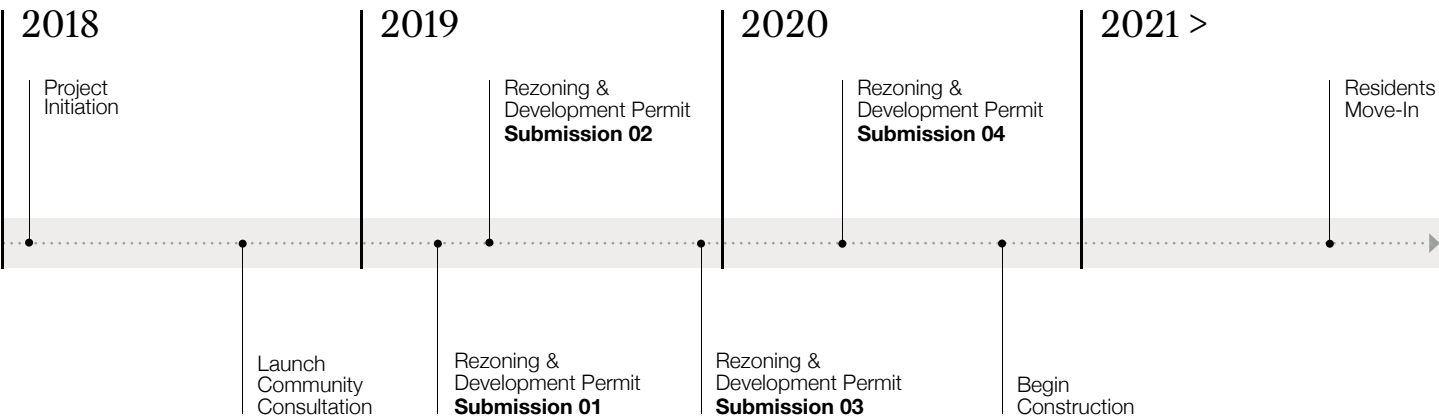 2018
2019
2020
2021 >
Project
Initiation
Rezoning &
Development Permit
Submission 02
Rezoning &
Development Permit
Submission 04
Residents
Move-In
Launch
Community
Consultation
Rezoning &
Development Permit
Submission 01
Rezoning &
Development Permit
Submission 03
Begin
Construction